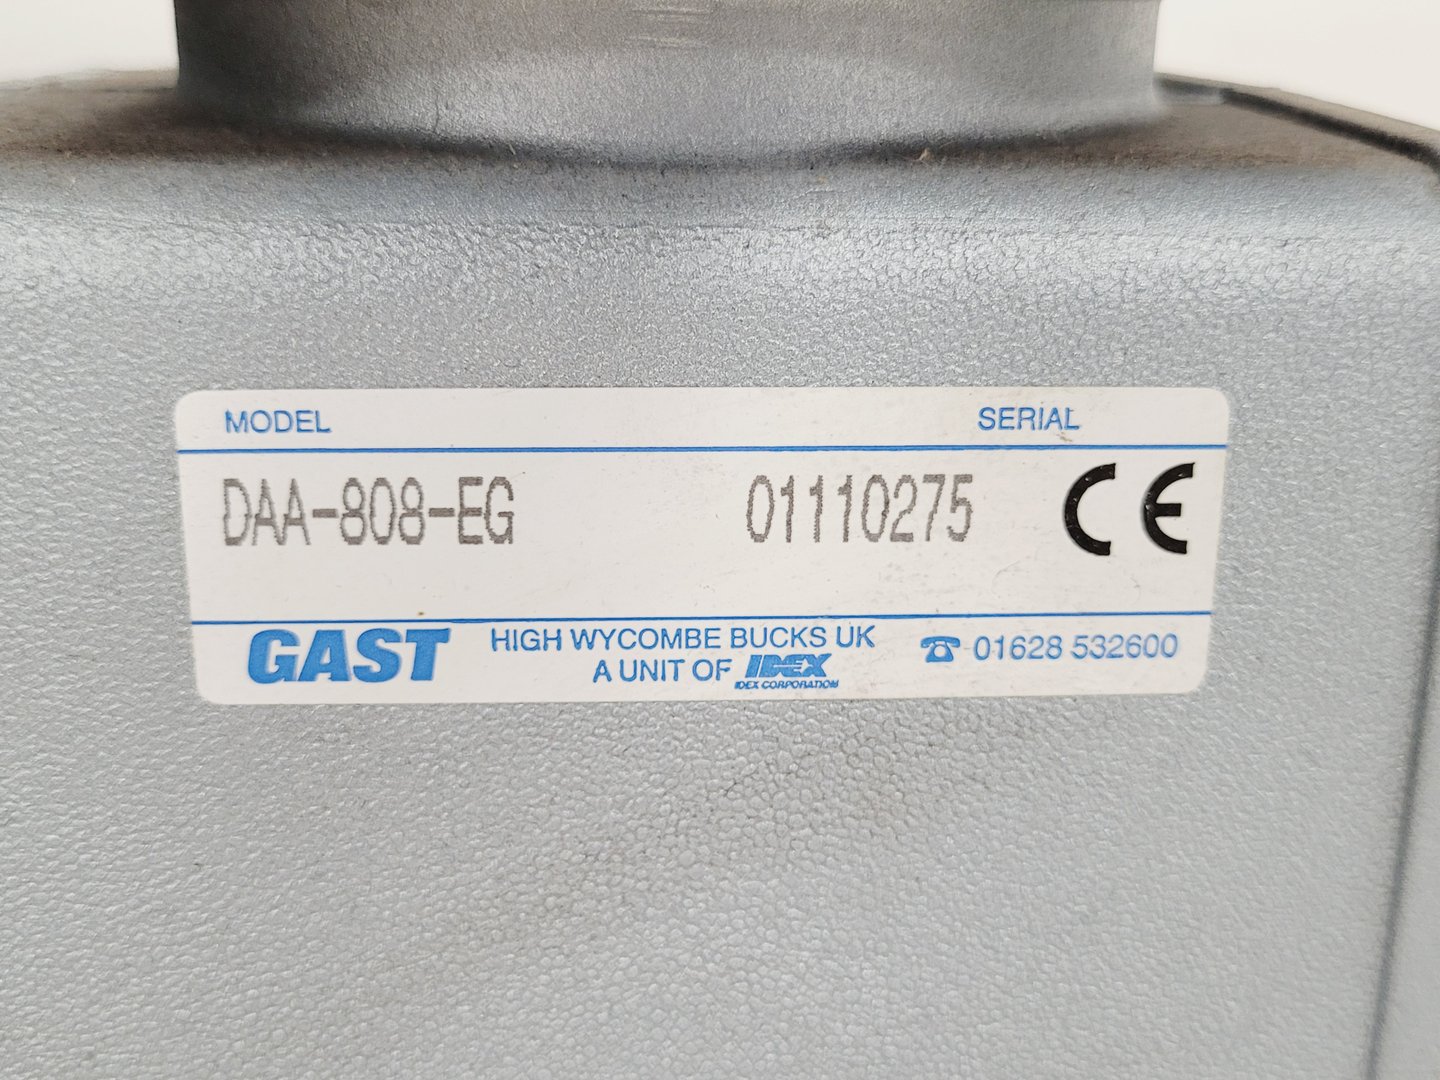 MODEL SERIAL
DAA-808-EG 01110275 CE
GAST HIGH WYCOMBE BUCKS UK ☎ 01628 532600
A UNIT OF IDEX
IDEX CORPORATION